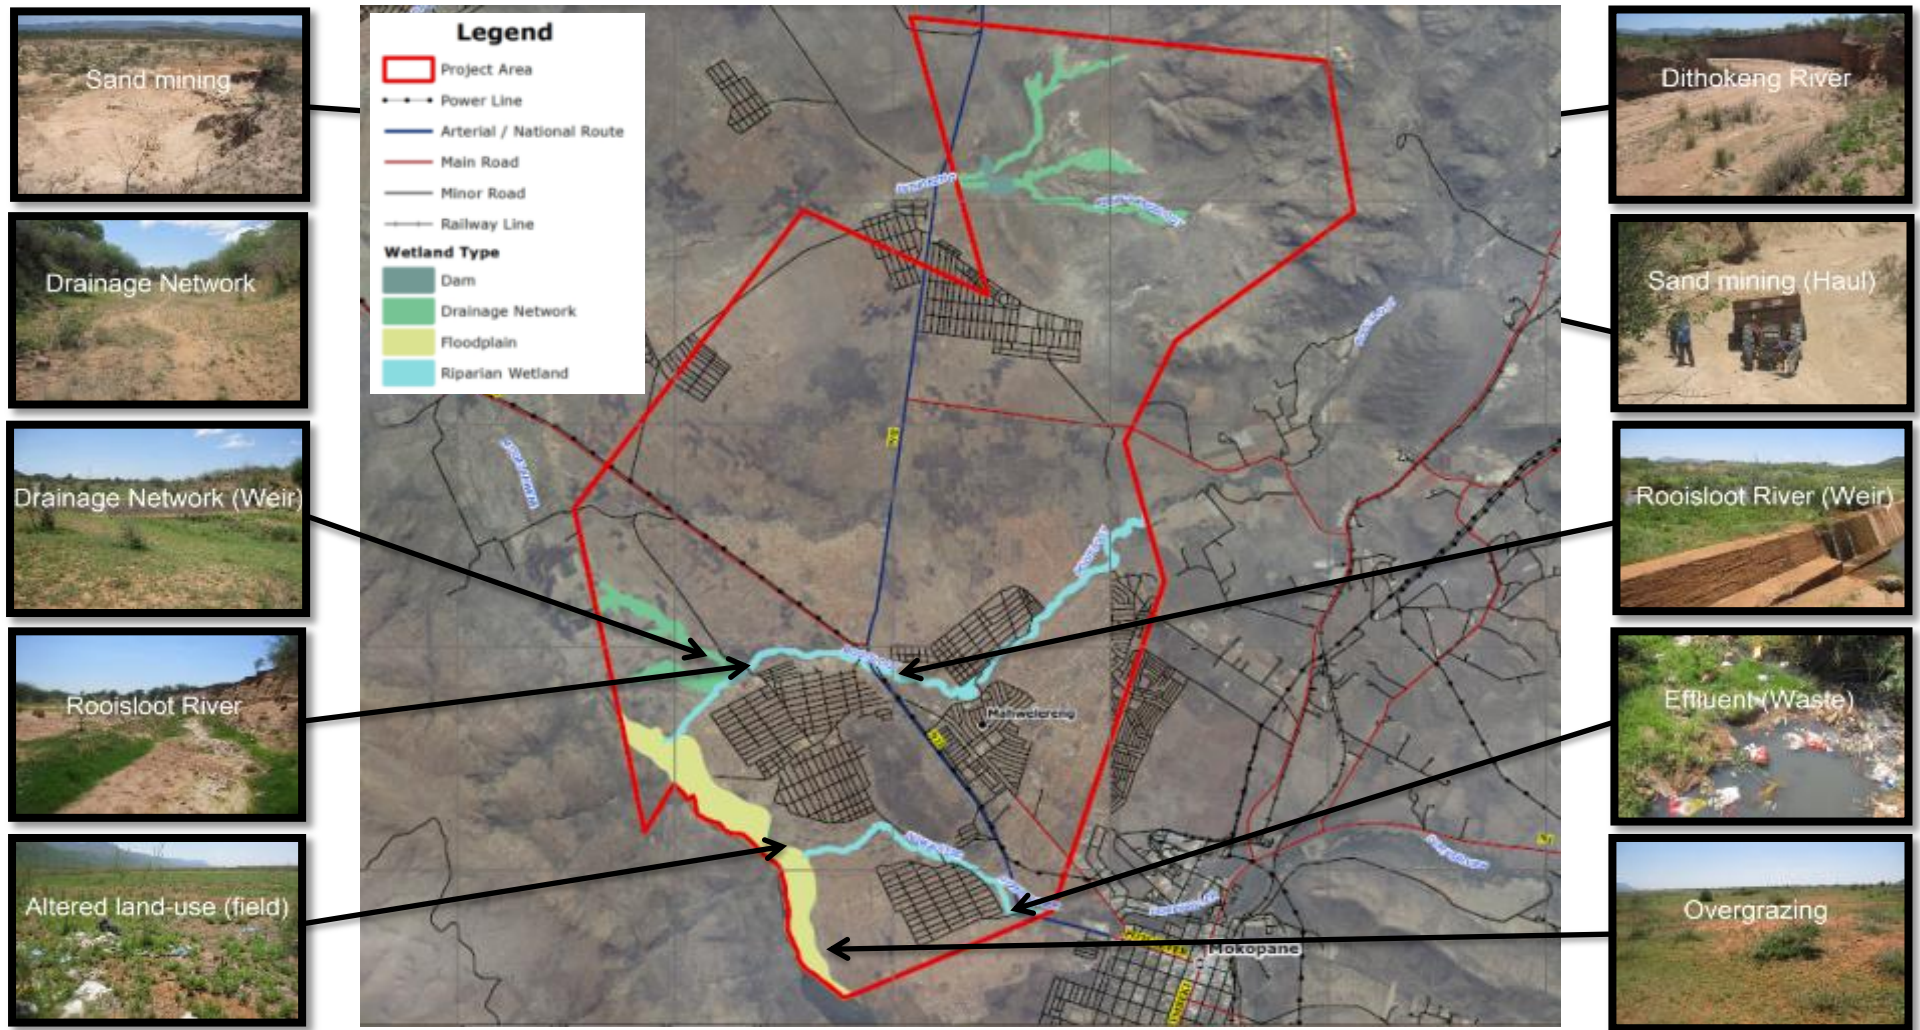 Sand mining
Drainage Network
Drainage Network (Weir)
Rooisloot River
Altered land-use (field)
Legend
Project Area
Power Line
Arterial / National Route
Main Road
Minor Road
Railway Line
Wetland Type
Dam
Drainage Network
Floodplain
Riparian Wetland
Mahwelereng
Mokopane
Dithokeng River
Sand mining (Haul)
Rooisloot River (Weir)
Effluent (Waste)
Overgrazing